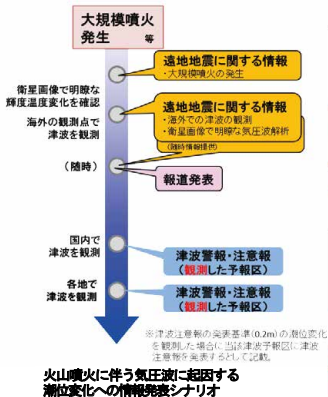 大規模噴火
発生 等
遠地地震に関する情報
・大規模噴火の発生
衛星画像で明瞭な
輝度温度変化を確認
遠地地震に関する情報
・海外での津波の観測
・衛星画像で明瞭な気圧波解析
(随時情報提供)
海外の観測点で
津波を観測
(随時)
報道発表
国内で
津波を観測
津波警報・注意報
(観測した予報区)
各地で
津波を観測
津波警報・注意報
(観測した予報区)
※津波注意報の発表基準(0.2m)の潮位変化
を観測した場合に当該津波予報区に津波
注意報を発表するとして記載。
火山噴火に伴う気圧波に起因する
潮位変化への情報発表シナリオ